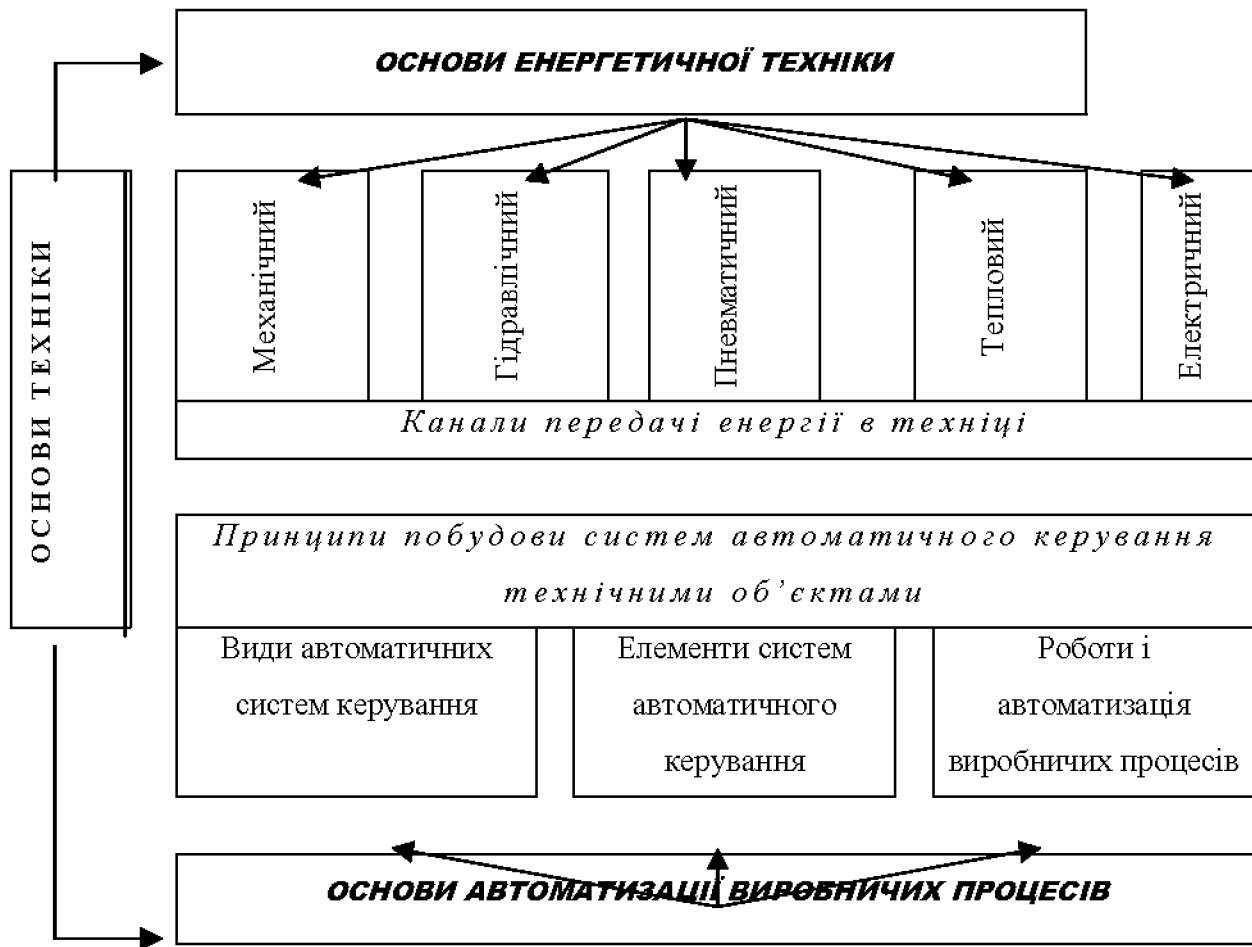 ОСНОВИ ЕНЕРГЕТИЧНОЇ ТЕХНІКИ
ОСНОВИ ТЕХНІКИ
Механічний
Гідравлічний
Пневматичний
Тепловий
Електричний
Канали передачі енергії в техніці
Принципи побудови систем автоматичного керування
технічними об’єктами
Види автоматичних
систем керування
Елементи систем
автоматичного
керування
Роботи і
автоматизація
виробничих процесів
ОСНОВИ АВТОМАТИЗАЦІЇ ВИРОБНИЧИХ ПРОЦЕСІВ